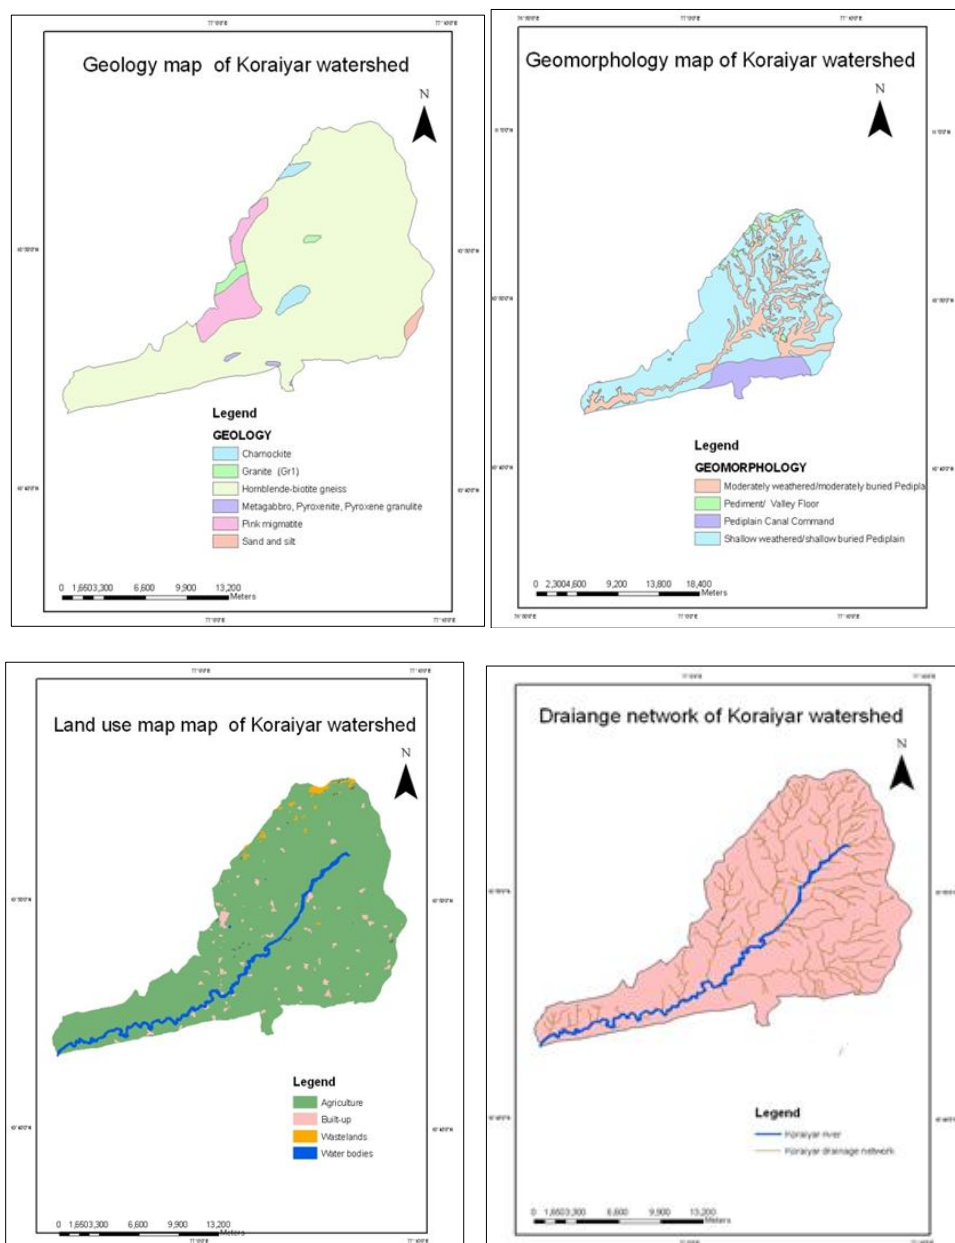 Geology map of Koraiyar watershed
N
Legend
GEOLOGY
Charnockite
Granite (Gr1)
Hornblende-biotite gneiss
Metagabbro, Pyroxenite, Pyroxene granulite
Pink migmatite
Sand and silt
0 1,6503,300 6,600 9,900 13,200
Meters
Geomorphology map of Koraiyar watershed
N
Legend
GEOMORPHOLOGY
Moderately weathered/moderately buried Pedipla
Pediment/ Valley Floor
Pediplain Canal Command
Shallow weathered/shallow buried Pediplain
0 2,3004,600 9,200 13,800 18,400
Meters
Land use map map of Koraiyar watershed
N
Legend
Agriculture
Built-up
Wastelands
Water bodies
0 1,6503,300 6,600 9,900 13,200
Meters
Draiange network of Koraiyar watershed
N
Legend
Koraiyar river
Koraiyar drainage network
0 1,6503,300 6,600 9,900 13,200
Meters